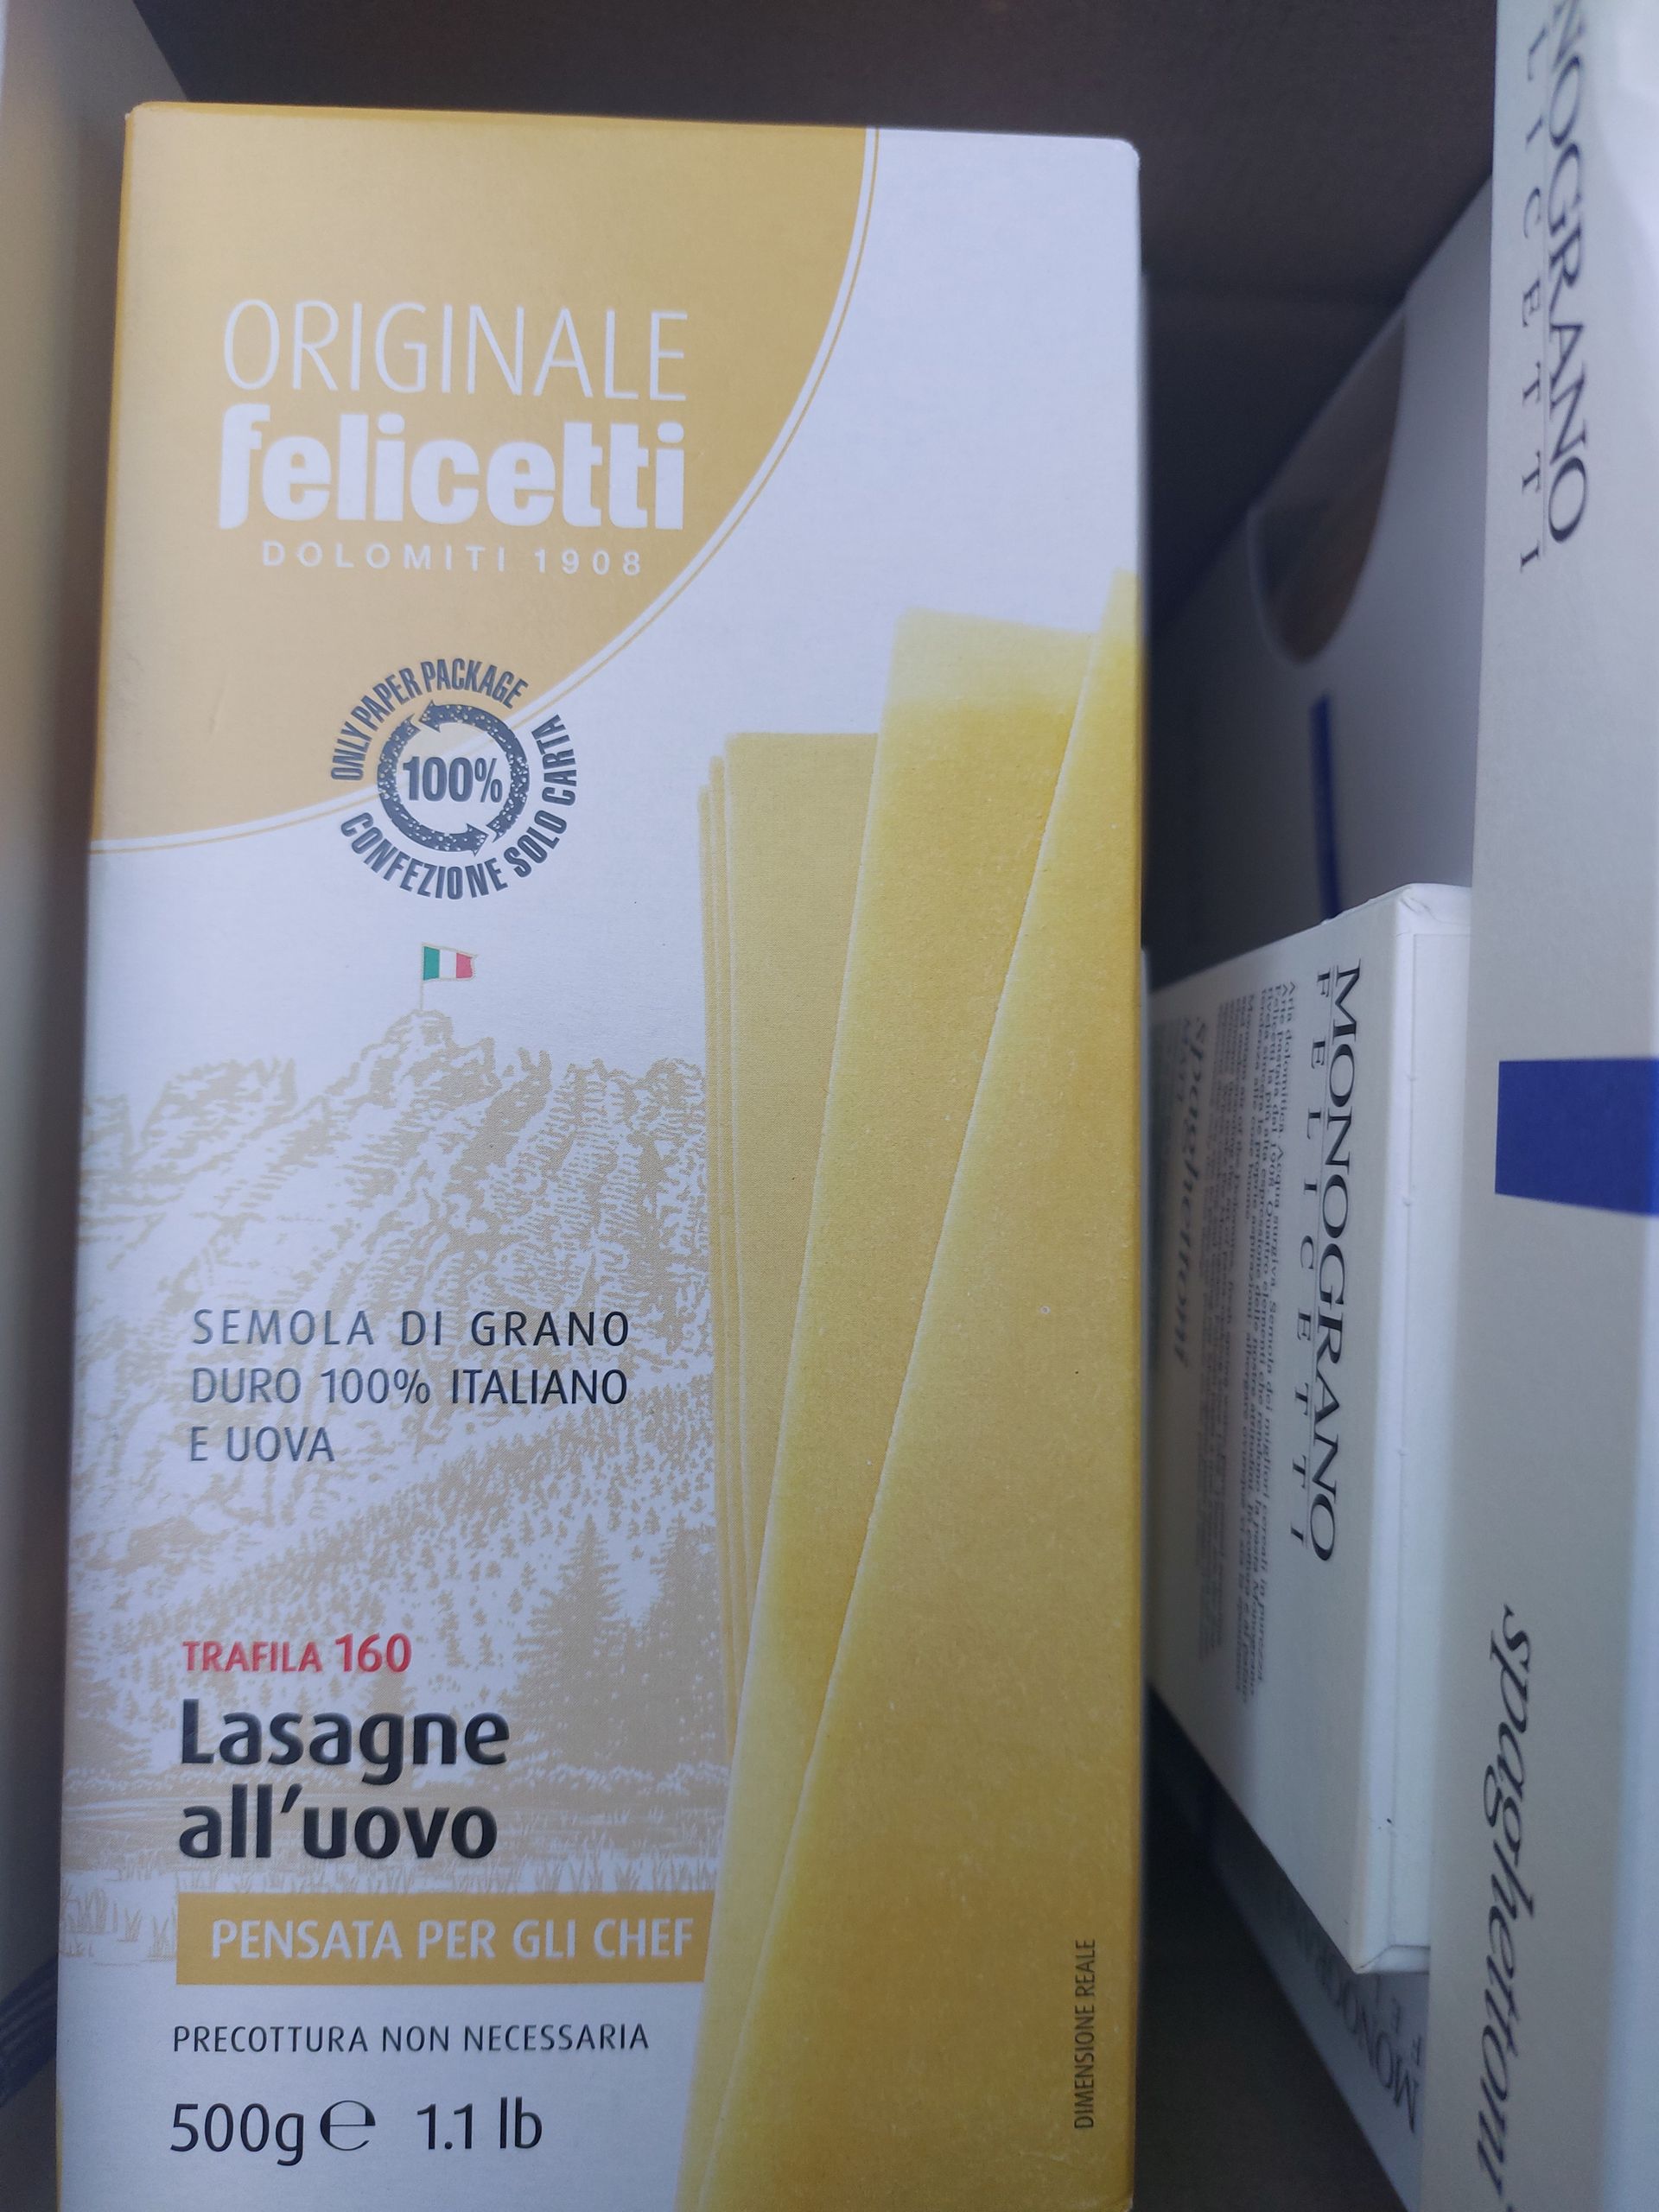 ORIGINALE
felicetti
DOLOMITI 1908
ONLY PAPER PACKAGE
100%
CONFEZIONE SOLO CARTA
SEMOLA DI GRANO
DURO 100% ITALIANO
E UOVA
TRAFILA 160
Lasagne
all'uovo
PENSATA PER GLI CHEF
PRECOTTURA NON NECESSARIA
500g ℮ 1.1 lb
DIMENSIONE REALE
MONOGRANO
FELICETTI
Spaghettoni
NOGRANO
LICETTI
spaghettoni